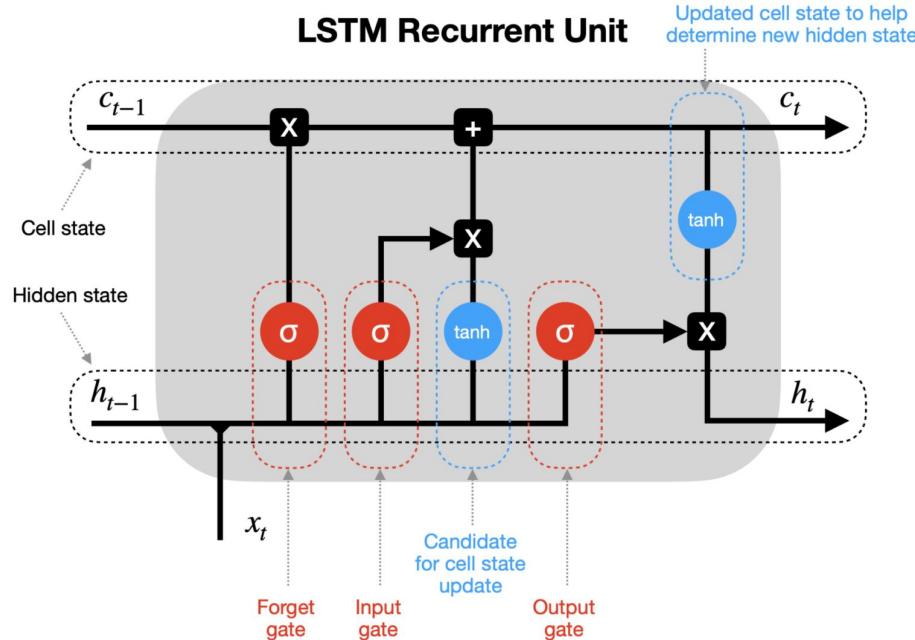 LSTM Recurrent Unit
Updated cell state to help
determine new hidden state
c_{t-1}
c_t
X
+
Cell state
X
tanh
Hidden state
σ
σ
tanh
σ
X
h_{t-1}
h_t
x_t
Candidate
for cell state
update
Forget
gate
Input
gate
Output
gate